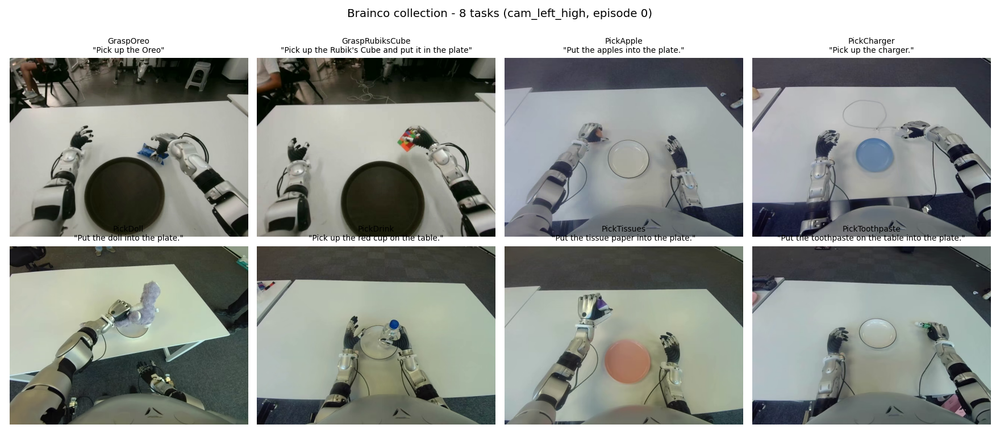 Brainco collection - 8 tasks (cam_left_high, episode 0)
GraspOreo
"Pick up the Oreo"
GraspRubiksCube
"Pick up the Rubik's Cube and put it in the plate"
PickApple
"Put the apples into the plate."
PickCharger
"Pick up the charger."
PickDoll
"Put the doll into the plate."
PickDrink
"Pick up the red cup on the table."
PickTissues
"Put the tissue paper into the plate."
PickToothpaste
"Put the toothpaste on the table into the plate."